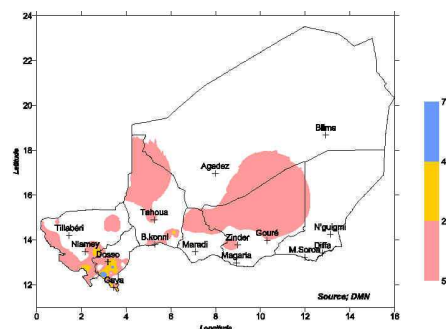 24
22
20
18
16
14
12
Latitude
Bilma
Agadez
Tahoua
Tillabéri
N'guigmi
Zinder
Gouré
Niamey
B.konni
Maradi
Diffa
Dosso
Magaria
M.Soroa
Gaya
Source; DMN
0 2 4 6 8 10 12 14 16
Longitude
7
4
2
5